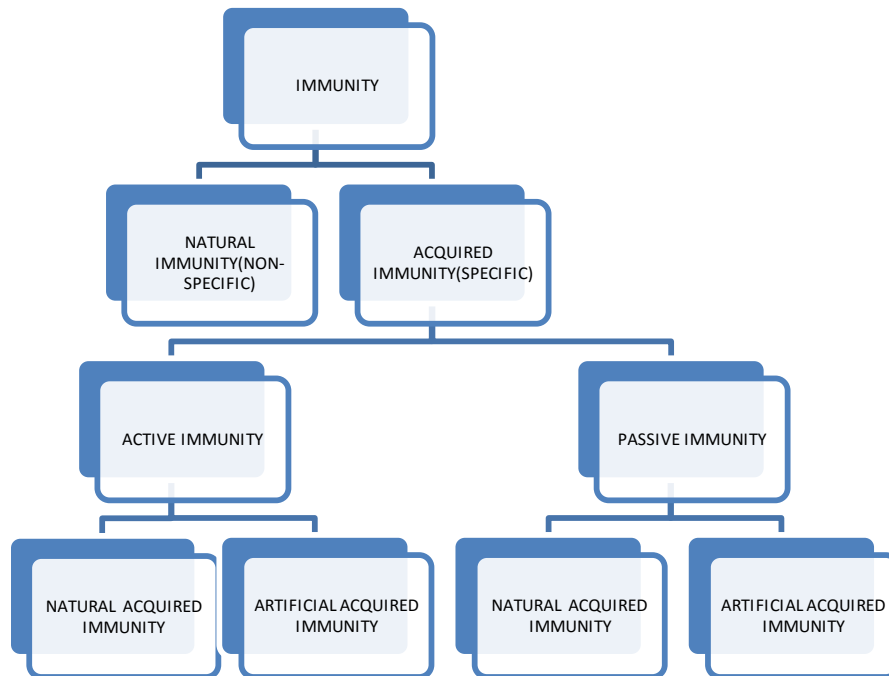 IMMUNITY
NATURAL
IMMUNITY(NON-
SPECIFIC)
ACQUIRED
IMMUNITY(SPECIFIC)
ACTIVE IMMUNITY
PASSIVE IMMUNITY
NATURAL ACQUIRED
IMMUNITY
ARTIFICIAL ACQUIRED
IMMUNITY
NATURAL ACQUIRED
IMMUNITY
ARTIFICIAL ACQUIRED
IMMUNITY